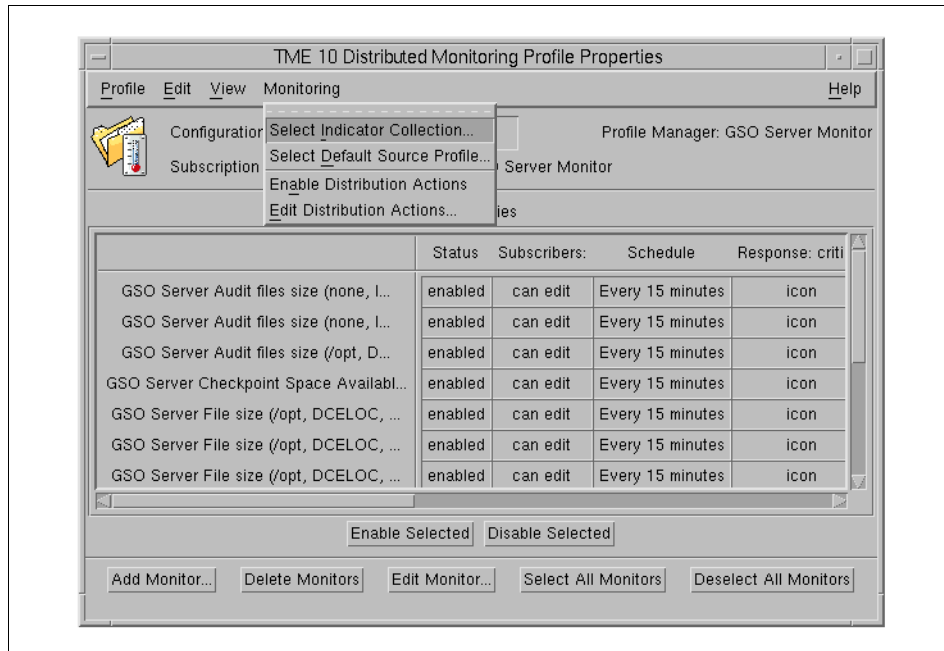 TME 10 Distributed Monitoring Profile Properties
Profile Edit View Monitoring Help
Configuration Profile Manager: GSO Server Monitor
Subscription Server Monitor
Select Indicator Collection...
Select Default Source Profile...
Enable Distribution Actions
Edit Distribution Actions...
ies
Status Subscribers: Schedule Response: criti
GSO Server Audit files size (none, I... enabled can edit Every 15 minutes icon
GSO Server Audit files size (none, I... enabled can edit Every 15 minutes icon
GSO Server Audit files size (/opt, D... enabled can edit Every 15 minutes icon
GSO Server Checkpoint Space Availabl... enabled can edit Every 15 minutes icon
GSO Server File size (/opt, DCELOC, ... enabled can edit Every 15 minutes icon
GSO Server File size (/opt, DCELOC, ... enabled can edit Every 15 minutes icon
GSO Server File size (/opt, DCELOC, ... enabled can edit Every 15 minutes icon
Enable Selected Disable Selected
Add Monitor... Delete Monitors Edit Monitor... Select All Monitors Deselect All Monitors